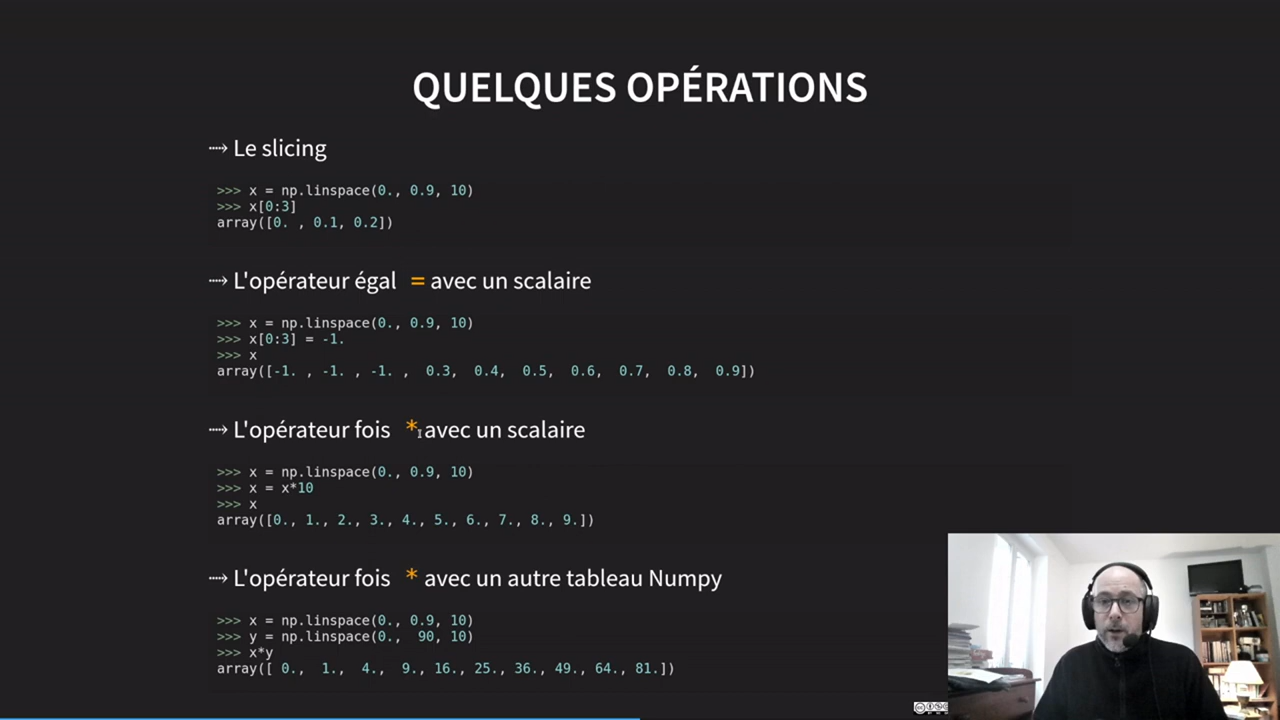 QUELQUES OPÉRATIONS
⤑ Le slicing
>>> x = np.linspace(0., 0.9, 10)
>>> x[0:3]
array([0. , 0.1, 0.2])
⤑ L'opérateur égal = avec un scalaire
>>> x = np.linspace(0., 0.9, 10)
>>> x[0:3] = -1.
>>> x
array([-1. , -1. , -1. ,  0.3,  0.4,  0.5,  0.6,  0.7,  0.8,  0.9])
⤑ L'opérateur fois * avec un scalaire
>>> x = np.linspace(0., 0.9, 10)
>>> x = x*10
>>> x
array([0., 1., 2., 3., 4., 5., 6., 7., 8., 9.])
⤑ L'opérateur fois * avec un autre tableau Numpy
>>> x = np.linspace(0., 0.9, 10)
>>> y = np.linspace(0.,  90, 10)
>>> x*y
array([ 0.,  1.,  4.,  9., 16., 25., 36., 49., 64., 81.])